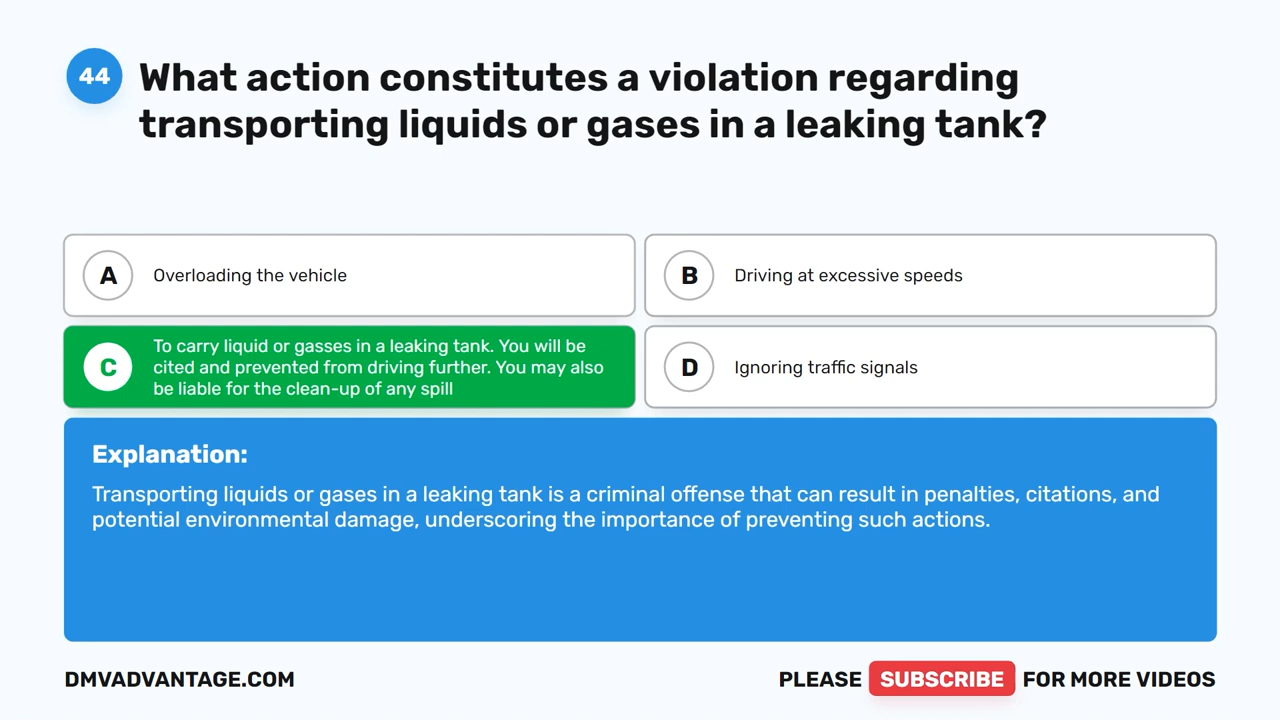 44
What action constitutes a violation regarding
transporting liquids or gases in a leaking tank?
A
Overloading the vehicle
B
Driving at excessive speeds
C
To carry liquid or gasses in a leaking tank. You will be
cited and prevented from driving further. You may also
be liable for the clean-up of any spill
D
Ignoring traffic signals
Explanation:
Transporting liquids or gases in a leaking tank is a criminal offense that can result in penalties, citations, and
potential environmental damage, underscoring the importance of preventing such actions.
DMVADVANTAGE.COM
PLEASE SUBSCRIBE FOR MORE VIDEOS